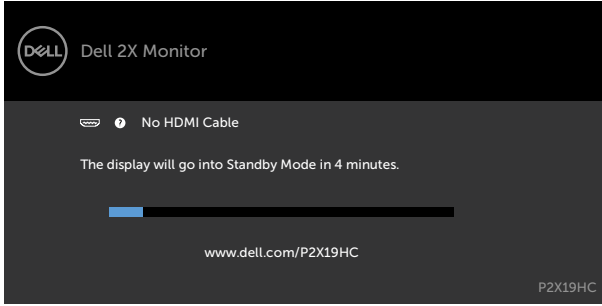 DELL
Dell 2X Monitor
? No HDMI Cable
The display will go into Standby Mode in 4 minutes.
www.dell.com/P2X19HC
P2X19HC